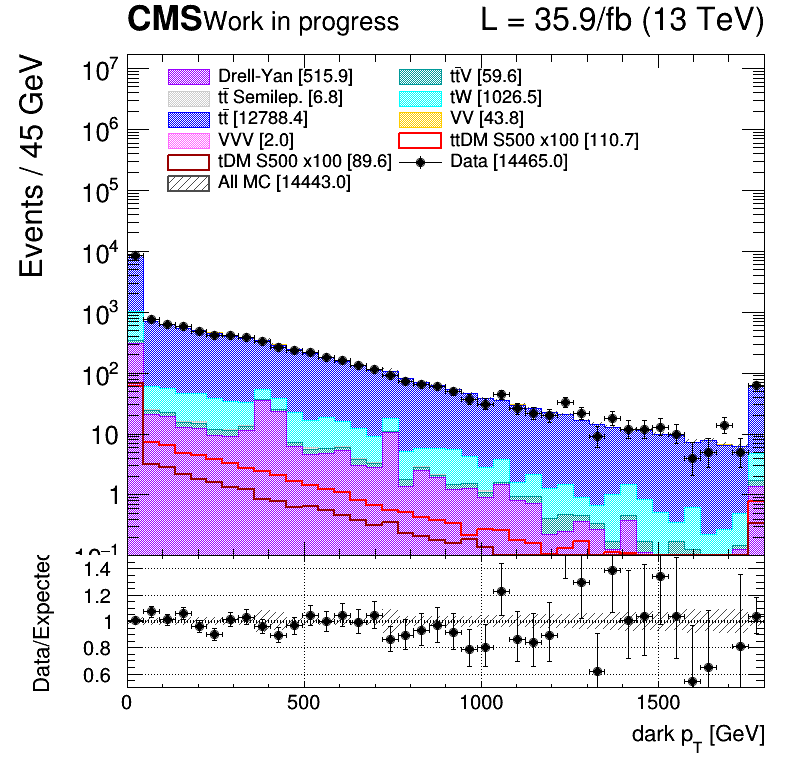 CMS Work in progress L = 35.9/fb (13 TeV)
Events / 45 GeV
10⁷
10⁶
10⁵
10⁴
10³
10²
10
1
10⁻¹
Drell-Yan [515.9]
tt̄V [59.6]
tt̄ Semilep. [6.8]
tW [1026.5]
tt̄ [12788.4]
VV [43.8]
VVV [2.0]
ttDM S500 x100 [110.7]
tDM S500 x100 [89.6]
Data [14465.0]
All MC [14443.0]
Data/Expected
1.4
1.2
1
0.8
0.6
0 500 1000 1500
dark p_T [GeV]